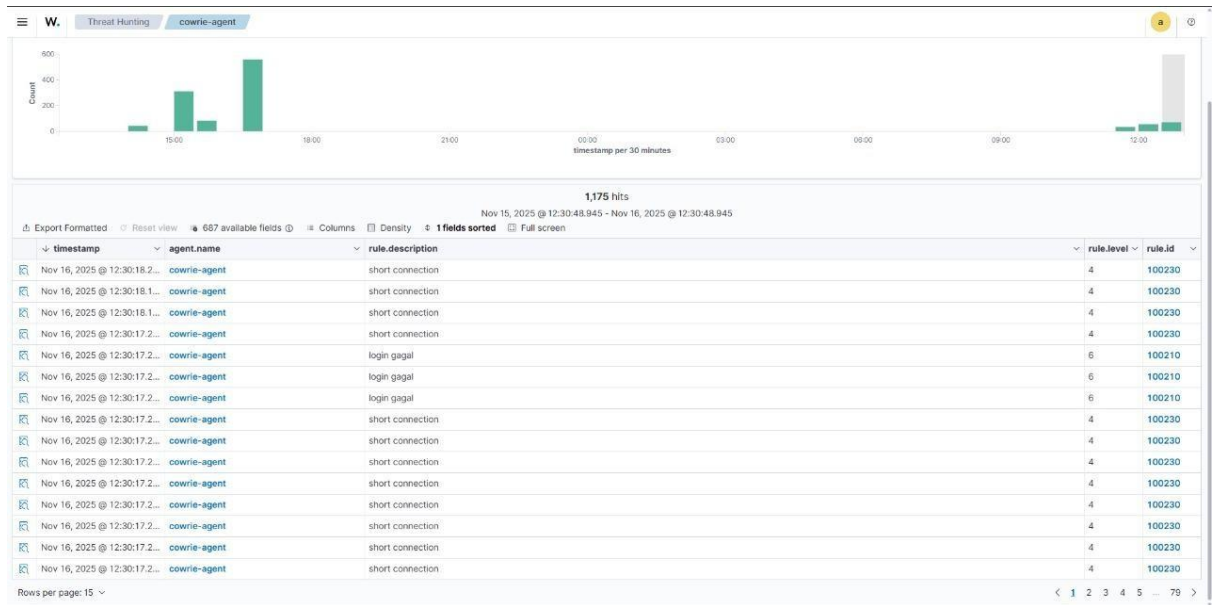 W. Threat Hunting cowrie-agent a
600
400
200
0
Count
15:00 18:00 21:00 00:00 03:00 06:00 09:00 12:00
timestamp per 30 minutes
1,175 hits
Nov 15, 2025 @ 12:30:48.945 - Nov 16, 2025 @ 12:30:48.945
Export Formatted Reset view 687 available fields Columns Density 1 fields sorted Full screen
timestamp agent.name rule.description rule.level rule.id
Nov 16, 2025 @ 12:30:18.2... cowrie-agent short connection 4 100230
Nov 16, 2025 @ 12:30:18.1... cowrie-agent short connection 4 100230
Nov 16, 2025 @ 12:30:18.1... cowrie-agent short connection 4 100230
Nov 16, 2025 @ 12:30:17.2... cowrie-agent short connection 4 100230
Nov 16, 2025 @ 12:30:17.2... cowrie-agent login gagal 6 100210
Nov 16, 2025 @ 12:30:17.2... cowrie-agent login gagal 6 100210
Nov 16, 2025 @ 12:30:17.2... cowrie-agent login gagal 6 100210
Nov 16, 2025 @ 12:30:17.2... cowrie-agent short connection 4 100230
Nov 16, 2025 @ 12:30:17.2... cowrie-agent short connection 4 100230
Nov 16, 2025 @ 12:30:17.2... cowrie-agent short connection 4 100230
Nov 16, 2025 @ 12:30:17.2... cowrie-agent short connection 4 100230
Nov 16, 2025 @ 12:30:17.2... cowrie-agent short connection 4 100230
Nov 16, 2025 @ 12:30:17.2... cowrie-agent short connection 4 100230
Nov 16, 2025 @ 12:30:17.2... cowrie-agent short connection 4 100230
Nov 16, 2025 @ 12:30:17.2... cowrie-agent short connection 4 100230
Rows per page: 15 1 2 3 4 5 ... 79